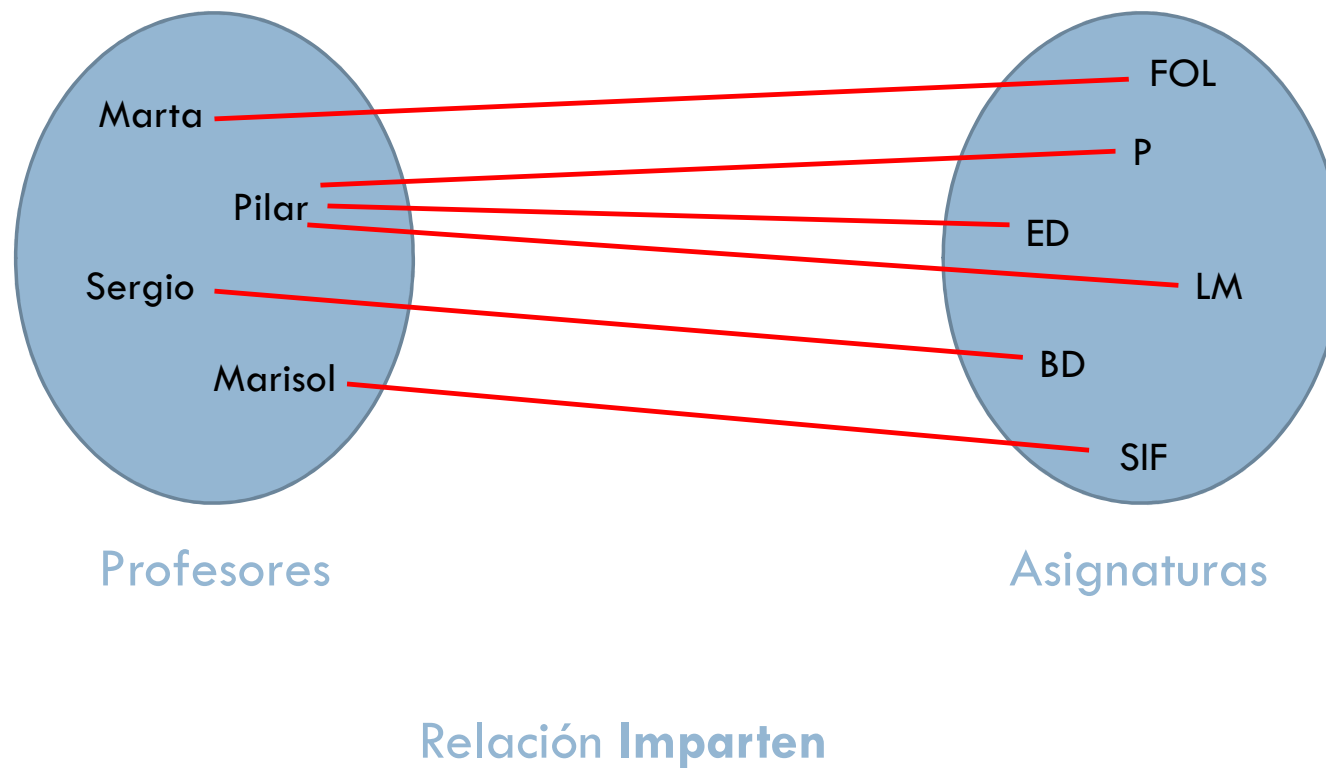 Marta
Pilar
Sergio
Marisol
FOL
P
ED
LM
BD
SIF
Profesores
Asignaturas
Relación Imparten